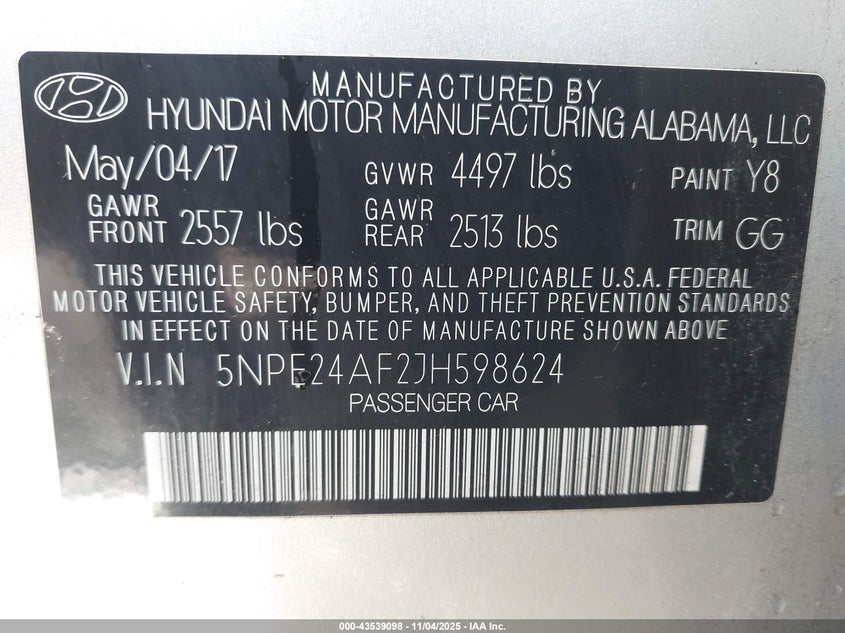 MANUFACTURED BY
HYUNDAI MOTOR MANUFACTURING ALABAMA, LLC
May/04/17 GVWR 4497 lbs PAINT Y8
GAWR FRONT 2557 lbs GAWR REAR 2513 lbs TRIM GG
THIS VEHICLE CONFORMS TO ALL APPLICABLE U.S.A. FEDERAL
MOTOR VEHICLE SAFETY, BUMPER, AND THEFT PREVENTION STANDARDS
IN EFFECT ON THE DATE OF MANUFACTURE SHOWN ABOVE
V.I.N 5NPE24AF2JH598624
PASSENGER CAR
000-43539098 - 11/04/2025 - IAA Inc.